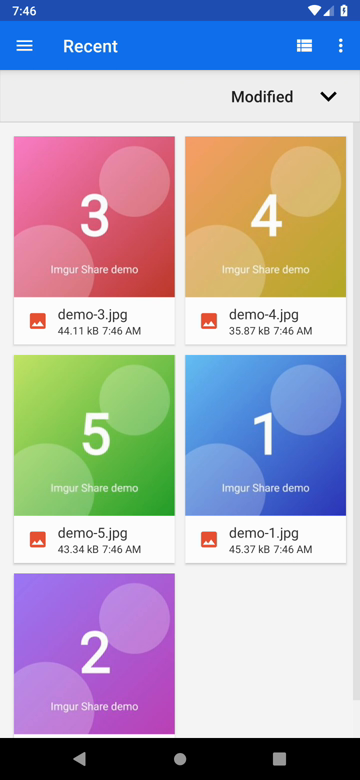 7:46
Recent
Modified
3
Imgur Share demo
demo-3.jpg
44.11 kB 7:46 AM
4
Imgur Share demo
demo-4.jpg
35.87 kB 7:46 AM
5
Imgur Share demo
demo-5.jpg
43.34 kB 7:46 AM
1
Imgur Share demo
demo-1.jpg
45.37 kB 7:46 AM
2
Imgur Share demo